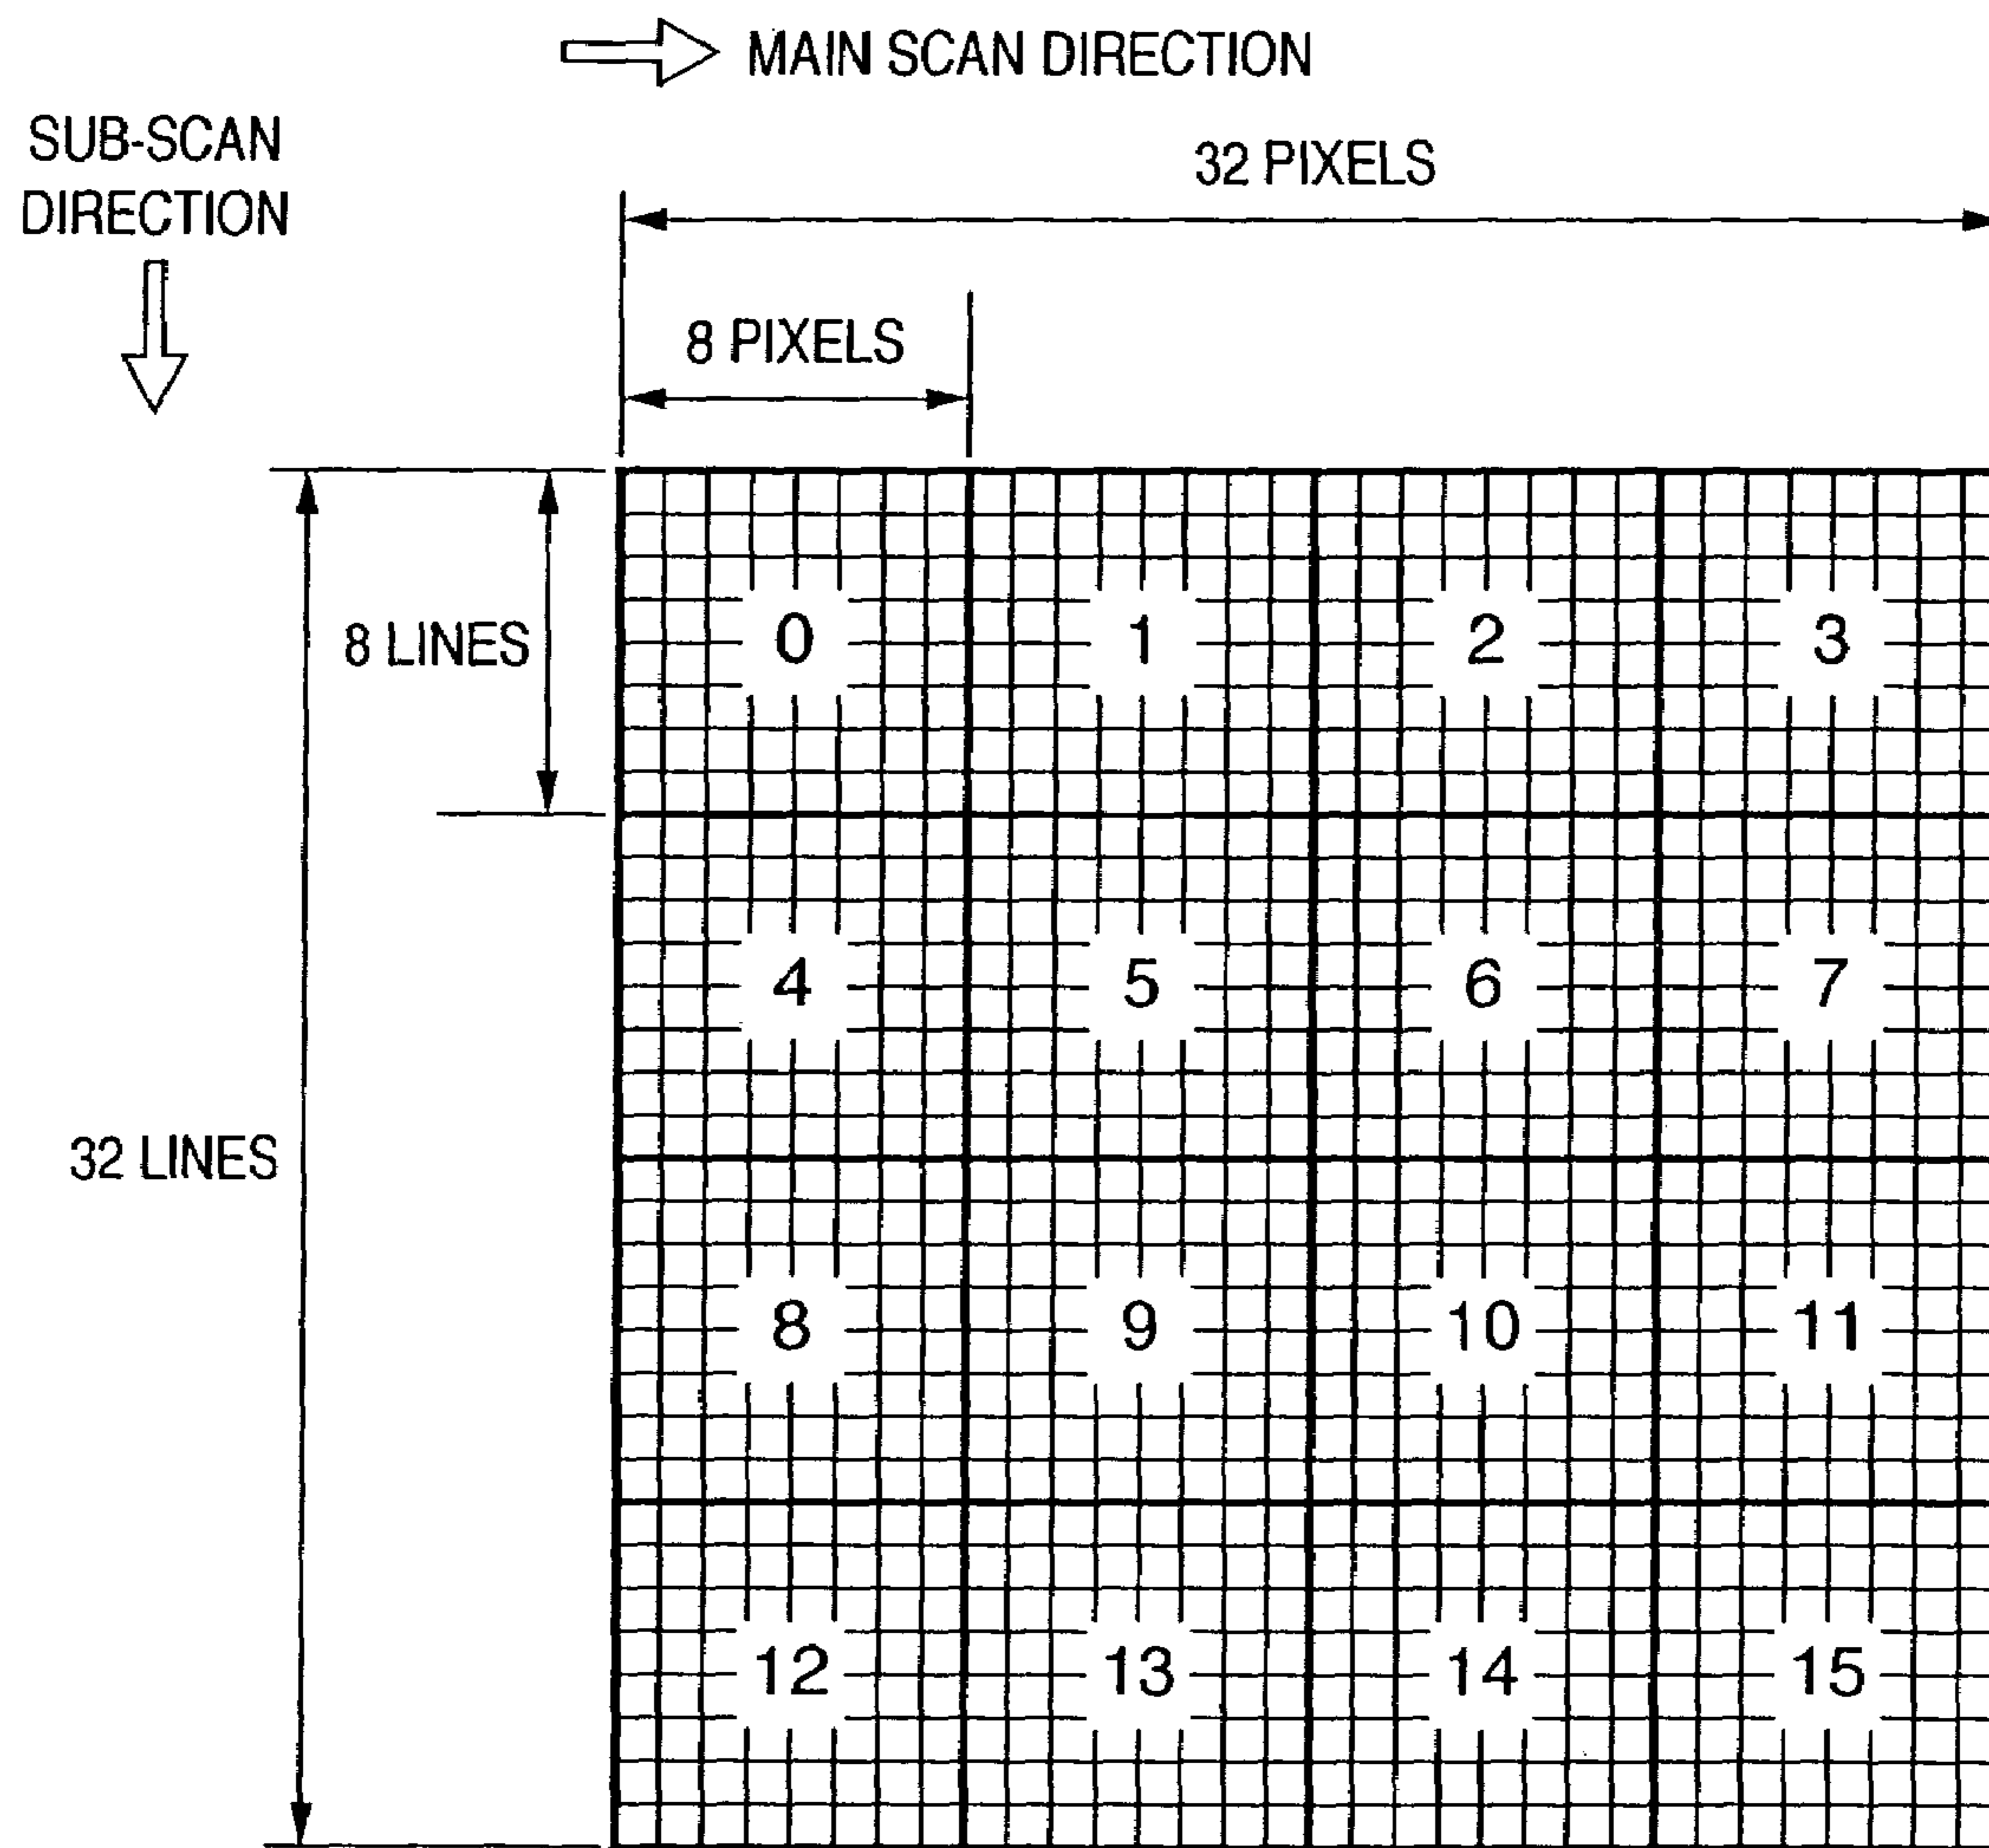 MAIN SCAN DIRECTION
SUB-SCAN
DIRECTION
32 PIXELS
8 PIXELS
8 LINES
32 LINES
0 1 2 3
4 5 6 7
8 9 10 11
12 13 14 15